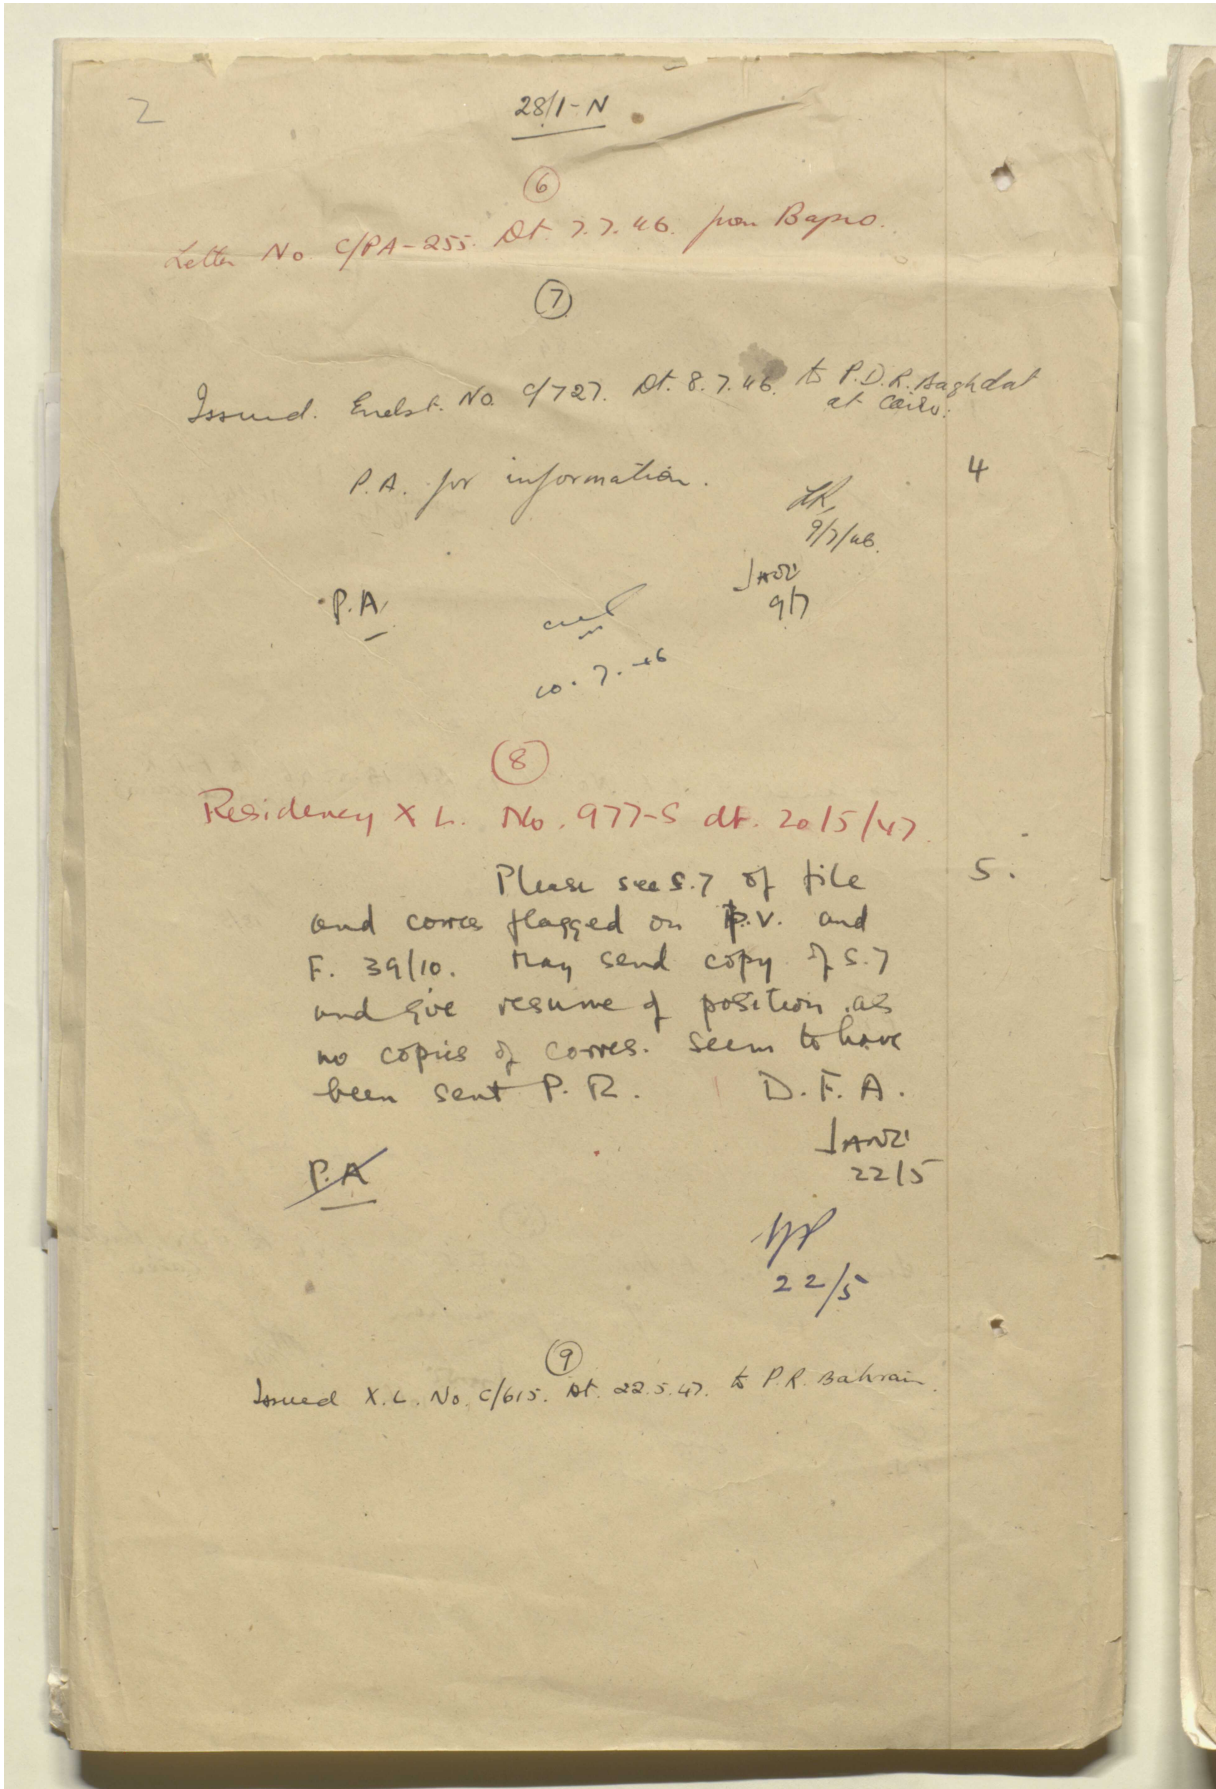 2
28/1-N
6
Letter No C/PA-255. Dt. 7.7.46. from Bapco.
7
Issued. Endst. No. C/727. Dt. 8.7.46. to P.D.R. Baghdat
at Cairo.
P.A. for information.
4
9/7/46.
9/7
P.A.
10.7.46
8
Residency X L. No. 977-S dt. 20/5/47
Please see S.7 of file
5.
and corres flagged on P.V. and
F. 39/10. May send copy of S.7
and give resume of position as
no copies of corres. seem to have
been sent P.R. D.F.A.
22/5
P.A
22/5
9
Issued X.L. No. C/615. Dt. 22.5.47. to P.R. Bahrain.